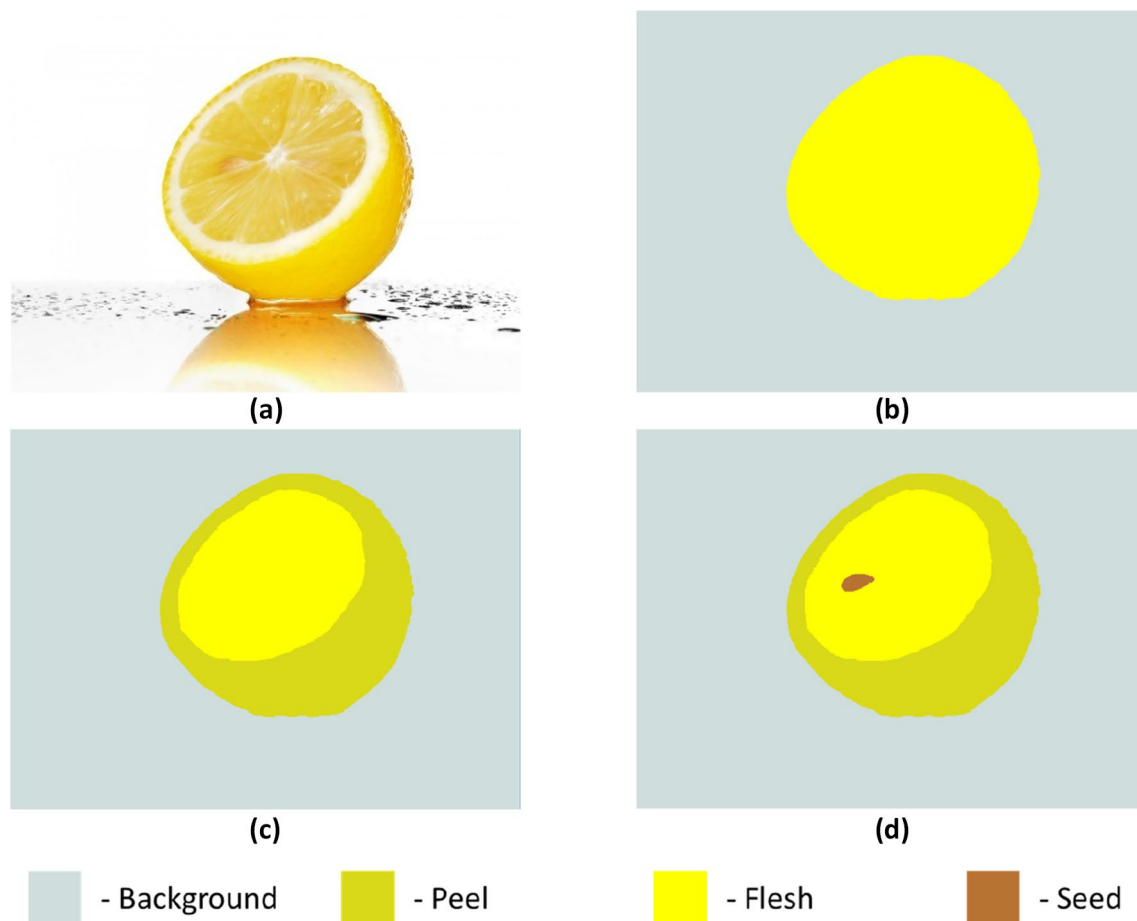 (a)
(b)
(c)
(d)
- Background
- Peel
- Flesh
- Seed